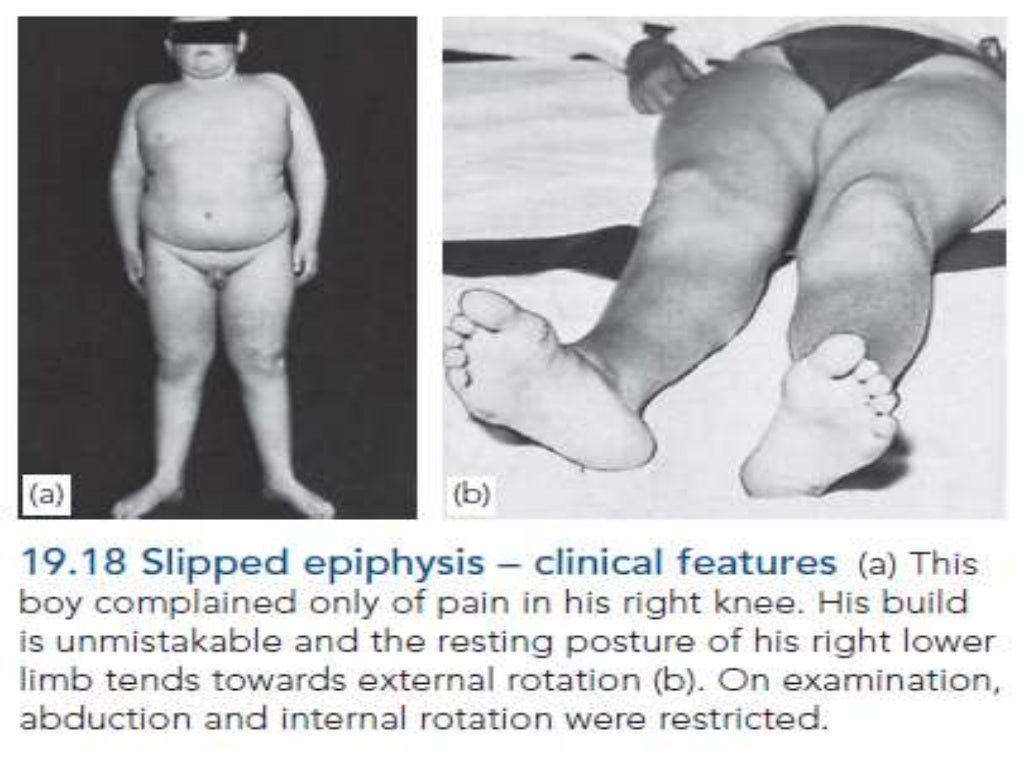 (a)
(b)
19.18 Slipped epiphysis – clinical features (a) This
boy complained only of pain in his right knee. His build
is unmistakable and the resting posture of his right lower
limb tends towards external rotation (b). On examination,
abduction and internal rotation were restricted.